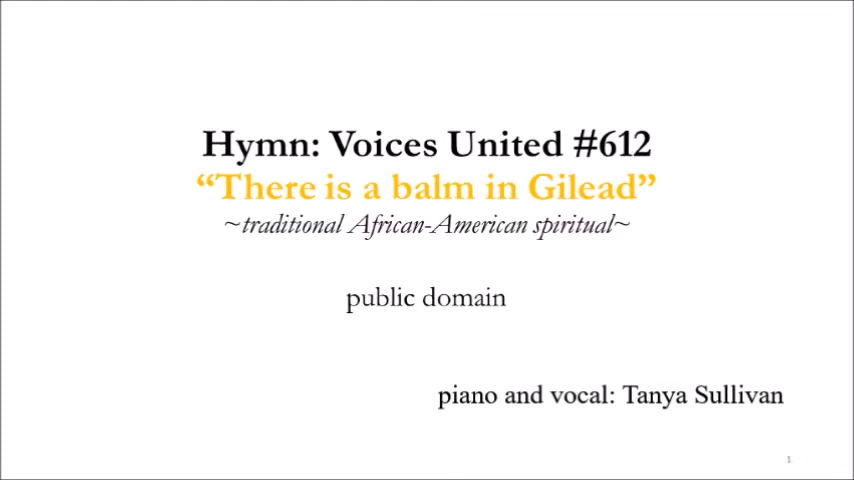 Hymn: Voices United #612
“There is a balm in Gilead”
~traditional African-American spiritual~
public domain
piano and vocal: Tanya Sullivan
1